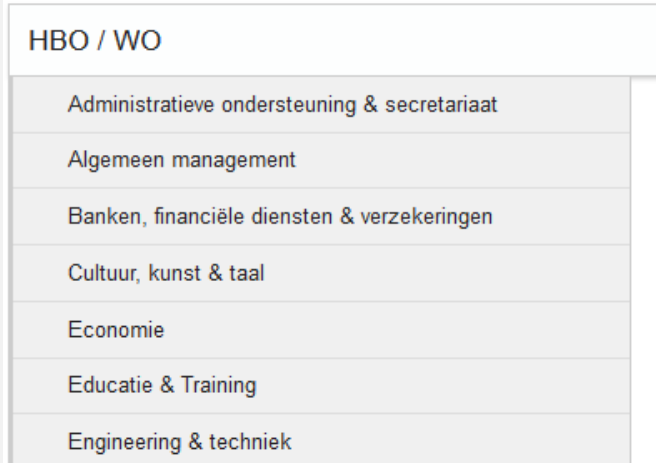 HBO / WO
Administratieve ondersteuning & secretariaat
Algemeen management
Banken, financiële diensten & verzekeringen
Cultuur, kunst & taal
Economie
Educatie & Training
Engineering & techniek